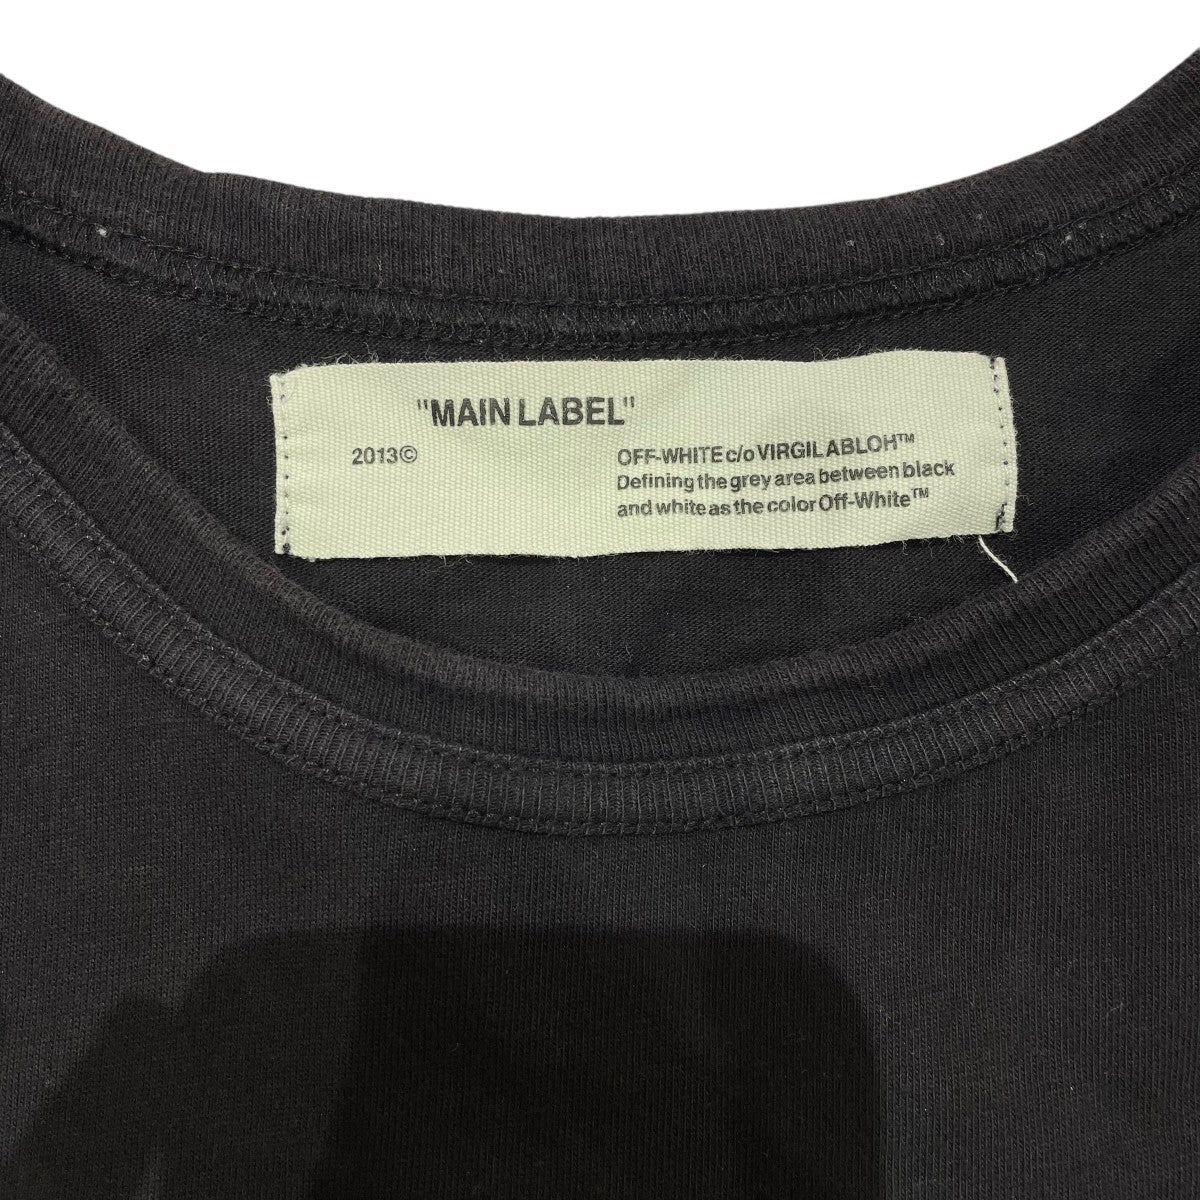 "MAIN LABEL"
2013©
OFF-WHITE c/o VIRGIL ABLOH™
Defining the grey area between black
and white as the color Off-White™